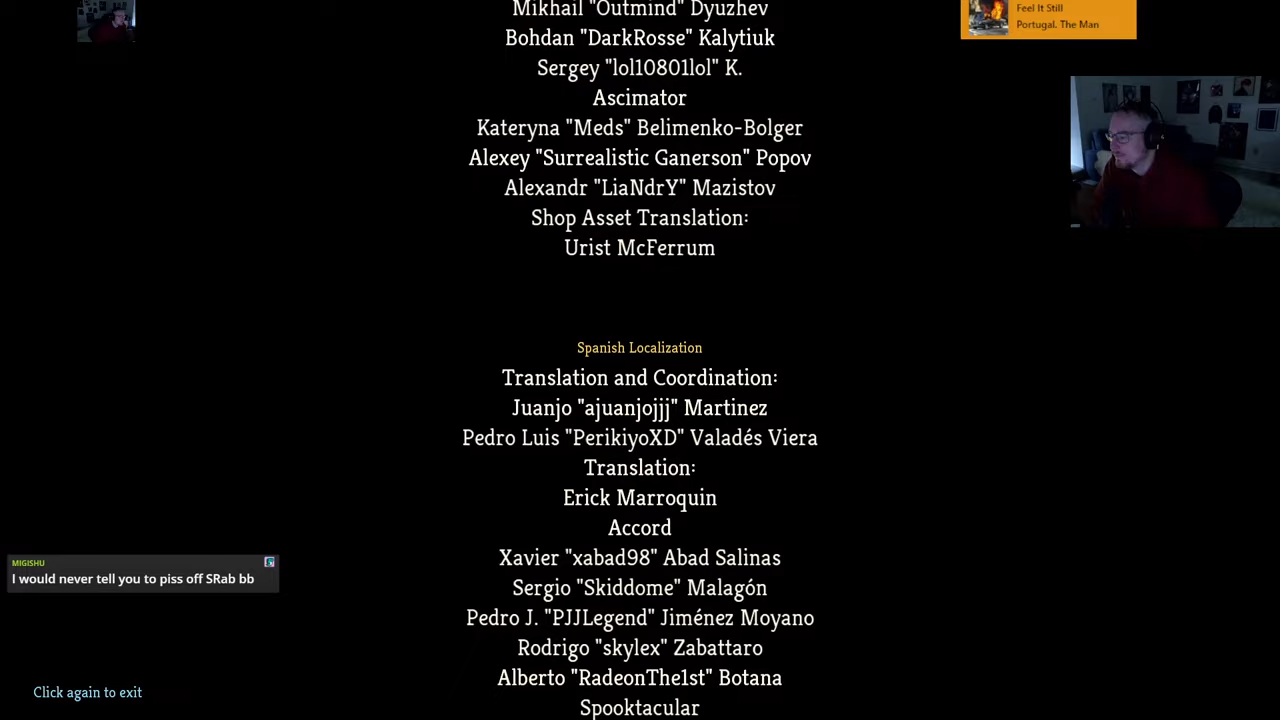 Mikhail "Outmind" Dyuzhev
Bohdan "DarkRosse" Kalytiuk
Sergey "lol10801lol" K.
Ascimator
Kateryna "Meds" Belimenko-Bolger
Alexey "Surrealistic Ganerson" Popov
Alexandr "LiaNdrY" Mazistov
Shop Asset Translation:
Urist McFerrum
Feel It Still
Portugal. The Man
Spanish Localization
Translation and Coordination:
Juanjo "ajuanjojjj" Martinez
Pedro Luis "PerikiyoXD" Valadés Viera
Translation:
Erick Marroquin
Accord
Xavier "xabad98" Abad Salinas
Sergio "Skiddome" Malagón
Pedro J. "PJJLegend" Jiménez Moyano
Rodrigo "skylex" Zabattaro
Alberto "RadeonThe1st" Botana
Spooktacular
MIGISHU
I would never tell you to piss off SRab bb
Click again to exit